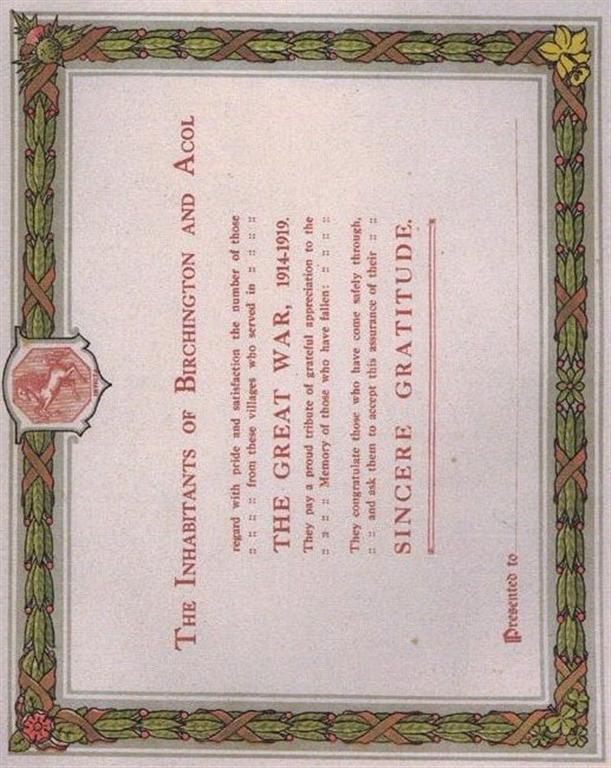 INVICTA
THE INHABITANTS OF BIRCHINGTON AND ACOL
regard with pride and satisfaction the number of those
:: :: :: :: from these villages who served in :: :: :: ::
THE GREAT WAR, 1914-1919.
They pay a proud tribute of grateful appreciation to the
:: :: :: :: Memory of those who have fallen: :: :: :: ::
They congratulate those who have come safely through,
:: :: and ask them to accept this assurance of their :: ::
SINCERE GRATITUDE.
Presented to